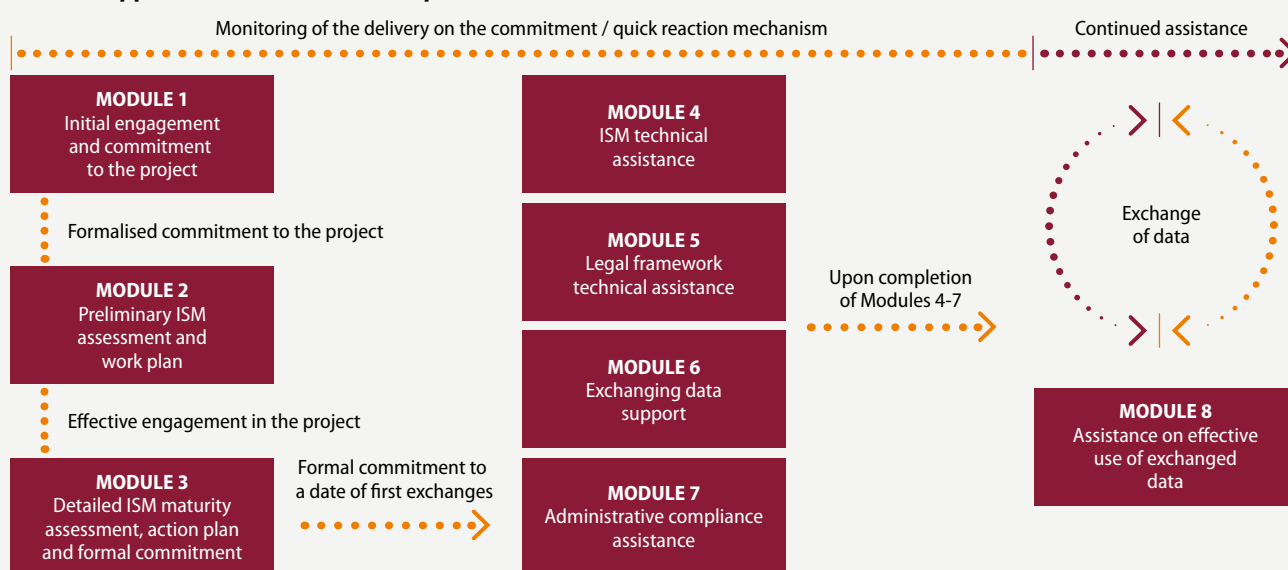 Monitoring of the delivery on the commitment / quick reaction mechanism
Continued assistance
MODULE 1
Initial engagement
and commitment
to the project
Formalised commitment to the project
MODULE 2
Preliminary ISM
assessment and
work plan
Effective engagement in the project
MODULE 3
Detailed ISM maturity
assessment, action plan
and formal commitment
Formal commitment to
a date of first exchanges
MODULE 4
ISM technical
assistance
MODULE 5
Legal framework
technical assistance
MODULE 6
Exchanging data
support
MODULE 7
Administrative compliance
assistance
Upon completion
of Modules 4-7
Exchange
of data
MODULE 8
Assistance on effective
use of exchanged
data